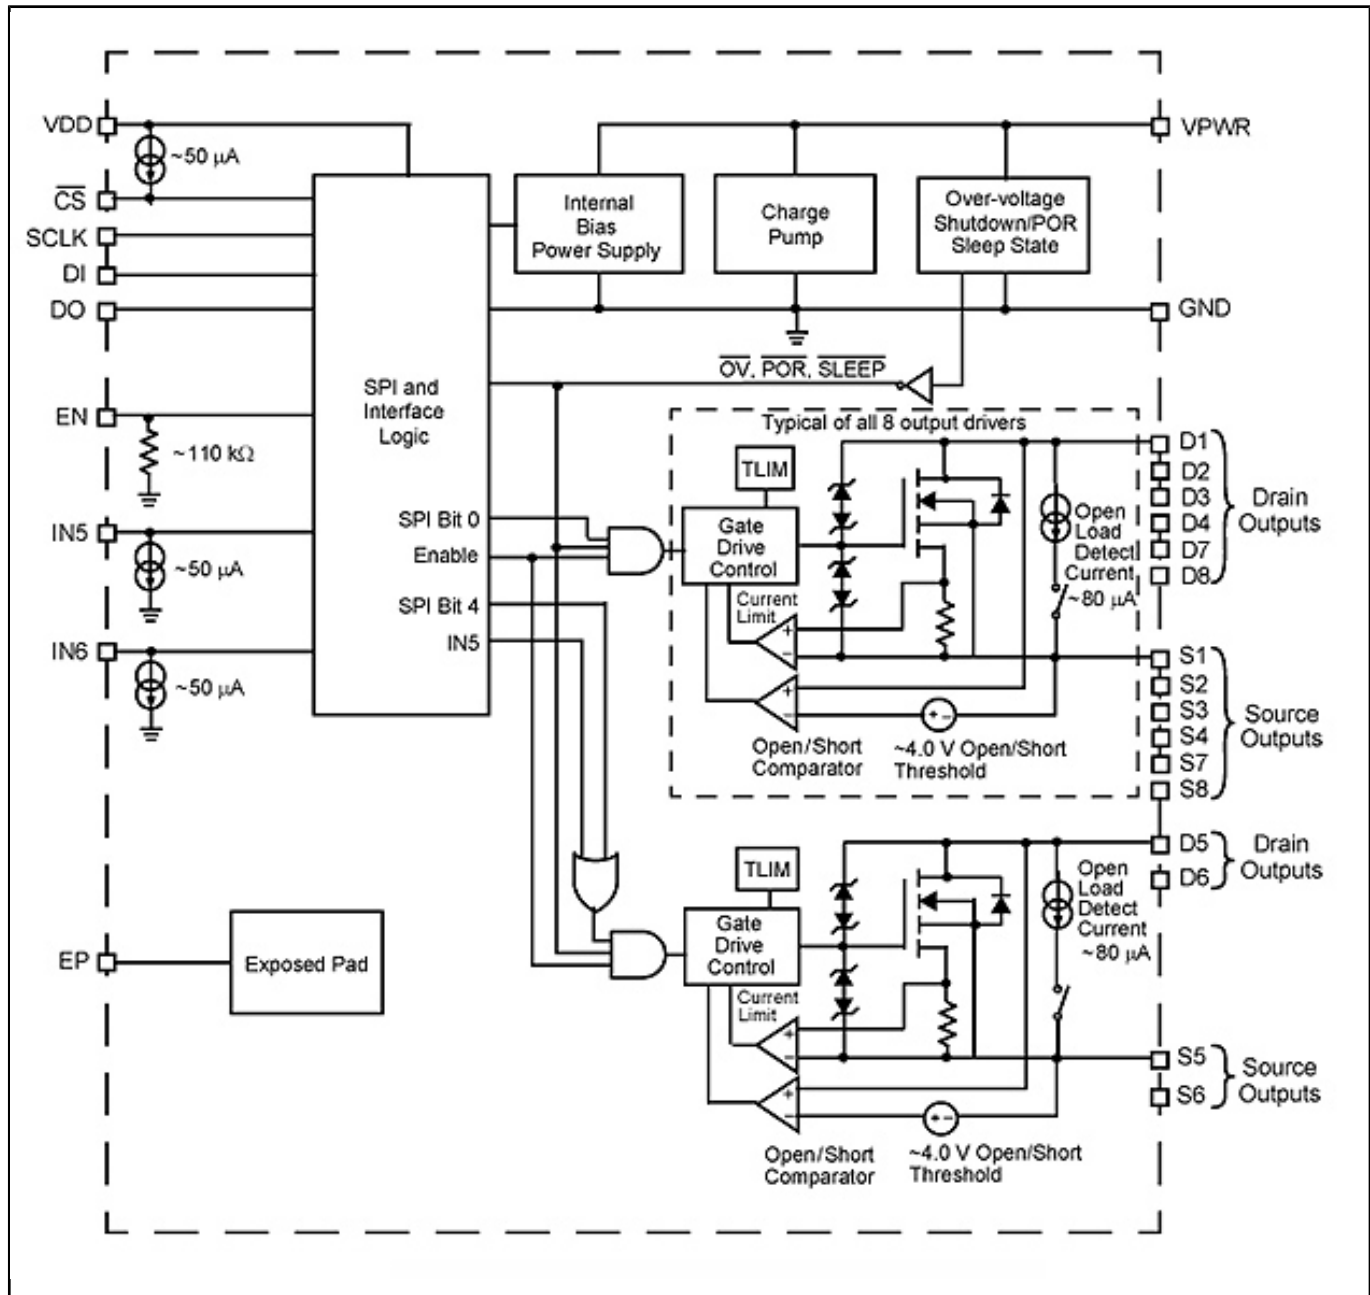 VDD
~50 μA
CS
SCLK
DI
DO
EN
~110 kΩ
IN5
~50 μA
IN6
~50 μA
EP
Exposed Pad
SPI and
Interface
Logic
SPI Bit 0
Enable
SPI Bit 4
IN5
Internal
Bias
Power Supply
Charge
Pump
Over-voltage
Shutdown/POR
Sleep State
VPWR
GND
OV, POR, SLEEP
Typical of all 8 output drivers
TLIM
Gate
Drive
Control
Current
Limit
+
-
+
-
+ -
Open
Load
Detect
Current
~80 μA
Open/Short
Comparator
~4.0 V Open/Short
Threshold
D1
D2
D3
D4
D7
D8
Drain
Outputs
S1
S2
S3
S4
S7
S8
Source
Outputs
TLIM
Gate
Drive
Control
Current
Limit
+
-
+
-
+ -
Open
Load
Detect
Current
~80 μA
Open/Short
Comparator
~4.0 V Open/Short
Threshold
D5
D6
Drain
Outputs
S5
S6
Source
Outputs